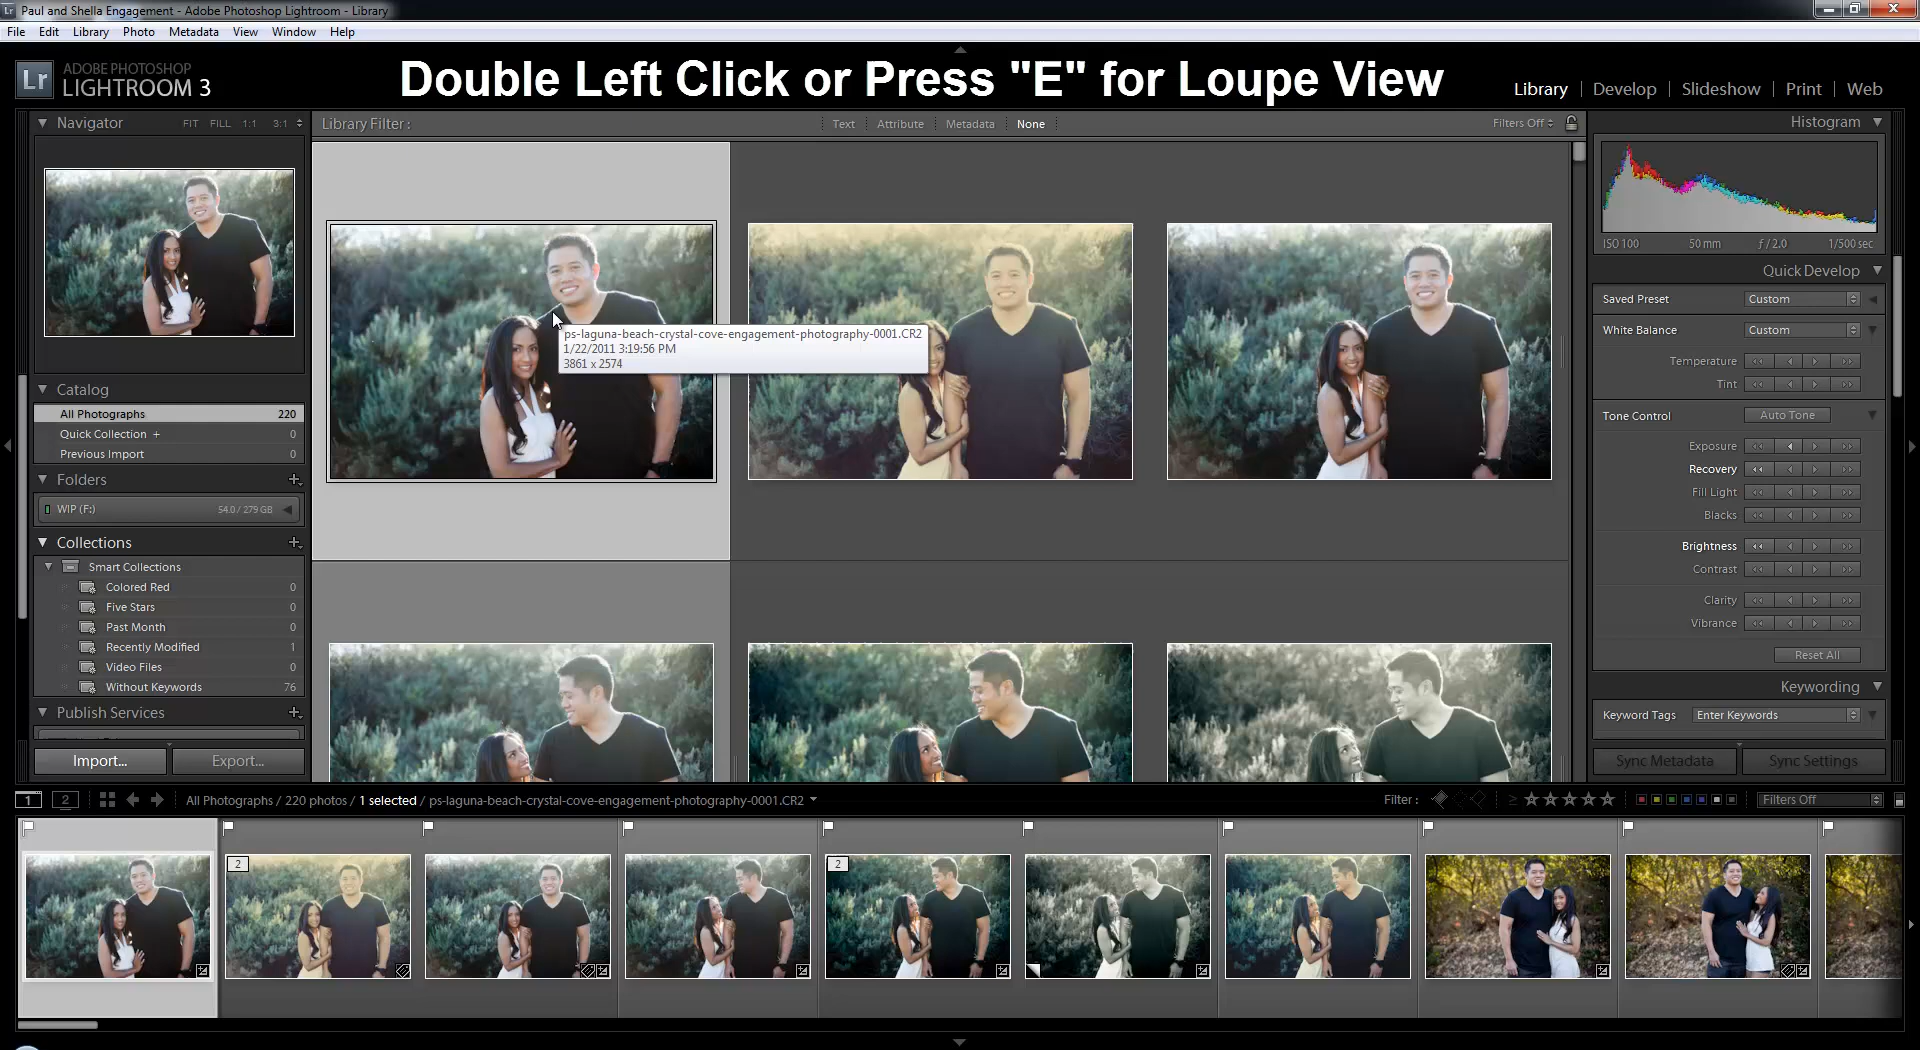 Paul and Shella Engagement - Adobe Photoshop Lightroom - Library
File Edit Library Photo Metadata View Window Help
Lr ADOBE PHOTOSHOP
LIGHTROOM 3
Double Left Click or Press "E" for Loupe View
Library Develop Slideshow Print Web
Navigator FIT FILL 1:1 3:1
Library Filter : Text Attribute Metadata None Filters Off
Histogram
ISO 100 50 mm ƒ / 2.0 1/500 sec
ps-laguna-beach-crystal-cove-engagement-photography-0001.CR2
1/22/2011 3:19:56 PM
3861 x 2574
Catalog
All Photographs 220
Quick Collection + 0
Previous Import 0
Folders
WIP (F:) 54.0 / 279 GB
Collections
Smart Collections
Colored Red 0
Five Stars 0
Past Month 0
Recently Modified 1
Video Files 0
Without Keywords 76
Publish Services
Import... Export...
Quick Develop
Saved Preset Custom
White Balance Custom
Temperature
Tint
Tone Control Auto Tone
Exposure
Recovery
Fill Light
Blacks
Brightness
Contrast
Clarity
Vibrance
Reset All
Keywording
Keyword Tags Enter Keywords
Sync Metadata Sync Settings
1 2 All Photographs / 220 photos / 1 selected / ps-laguna-beach-crystal-cove-engagement-photography-0001.CR2 Filter : ≥ Filters Off
2 2